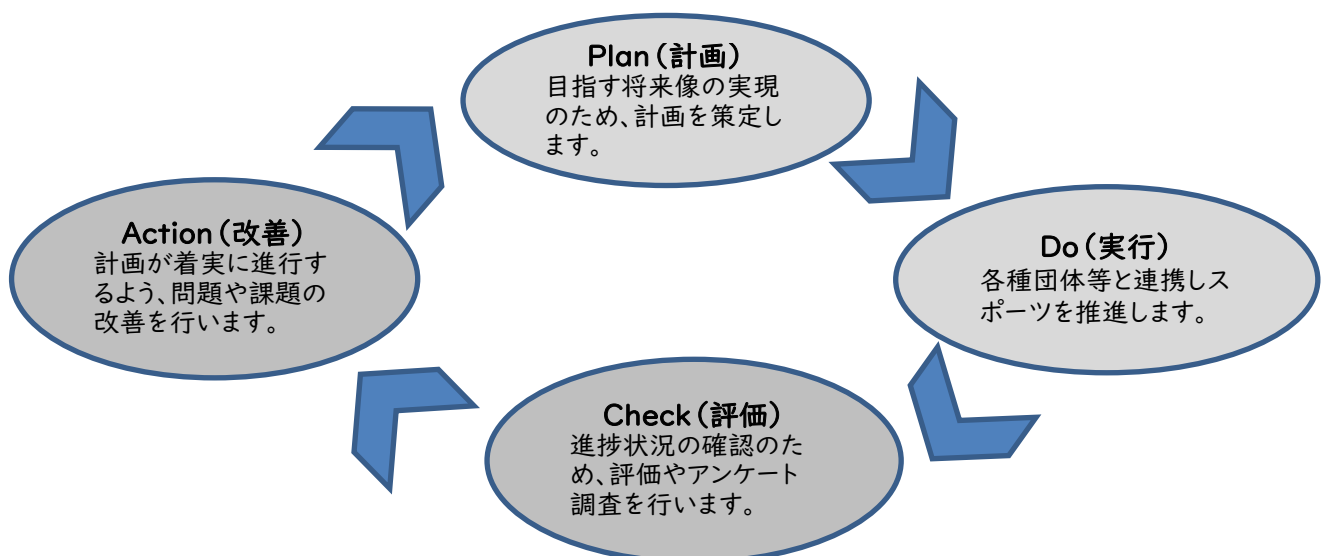 Plan（計画）
目指す将来像の実現
のため、計画を策定し
ます。
Do（実行）
各種団体等と連携しス
ポーツを推進します。
Check（評価）
進捗状況の確認のた
め、評価やアンケート
調査を行います。
Action（改善）
計画が着実に進行す
るよう、問題や課題の
改善を行います。